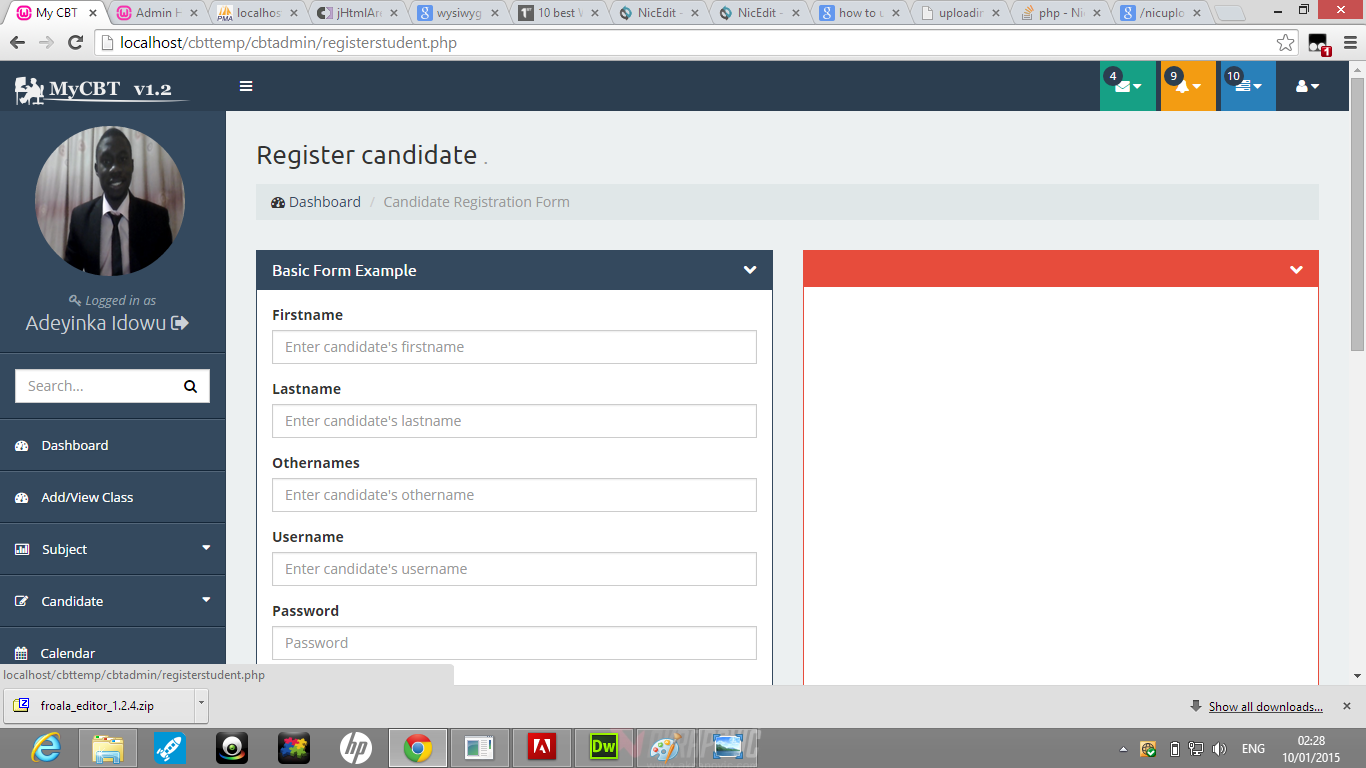 My CBT
Admin H
localhos
jHtmlAre
wysiwyg
10 best W
NicEdit -
NicEdit -
how to u
uploadin
php - Ni
/nicuplo
localhost/cbttemp/cbtadmin/registerstudent.php
1
MyCBT v1.2
4
9
10
Logged in as
Adeyinka Idowu
Search...
Dashboard
Add/View Class
Subject
Candidate
Calendar
Register candidate .
Dashboard / Candidate Registration Form
Basic Form Example
Firstname
Enter candidate's firstname
Lastname
Enter candidate's lastname
Othernames
Enter candidate's othername
Username
Enter candidate's username
Password
Password
localhost/cbttemp/cbtadmin/registerstudent.php
froala_editor_1.2.4.zip
Show all downloads...
hp
Dw
ENG
02:28
10/01/2015